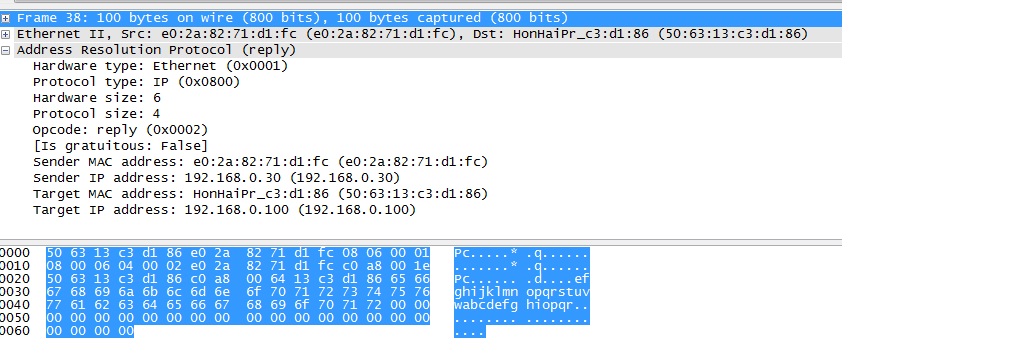 Frame 38: 100 bytes on wire (800 bits), 100 bytes captured (800 bits)
Ethernet II, Src: e0:2a:82:71:d1:fc (e0:2a:82:71:d1:fc), Dst: HonHaiPr_c3:d1:86 (50:63:13:c3:d1:86)
Address Resolution Protocol (reply)
Hardware type: Ethernet (0x0001)
Protocol type: IP (0x0800)
Hardware size: 6
Protocol size: 4
Opcode: reply (0x0002)
[Is gratuitous: False]
Sender MAC address: e0:2a:82:71:d1:fc (e0:2a:82:71:d1:fc)
Sender IP address: 192.168.0.30 (192.168.0.30)
Target MAC address: HonHaiPr_c3:d1:86 (50:63:13:c3:d1:86)
Target IP address: 192.168.0.100 (192.168.0.100)
0000 50 63 13 c3 d1 86 e0 2a 82 71 d1 fc 08 06 00 01 Pc.....* .q......
0010 08 00 06 04 00 02 e0 2a 82 71 d1 fc c0 a8 00 1e .......* .q......
0020 50 63 13 c3 d1 86 c0 a8 00 64 13 c3 d1 86 65 66 Pc...... .d....ef
0030 67 68 69 6a 6b 6c 6d 6e 6f 70 71 72 73 74 75 76 ghijklmn opqrstuv
0040 77 61 62 63 64 65 66 67 68 69 6f 70 71 72 00 00 wabcdefg hiopqr..
0050 00 00 00 00 00 00 00 00 00 00 00 00 00 00 00 00 ........ ........
0060 00 00 00 00 ....